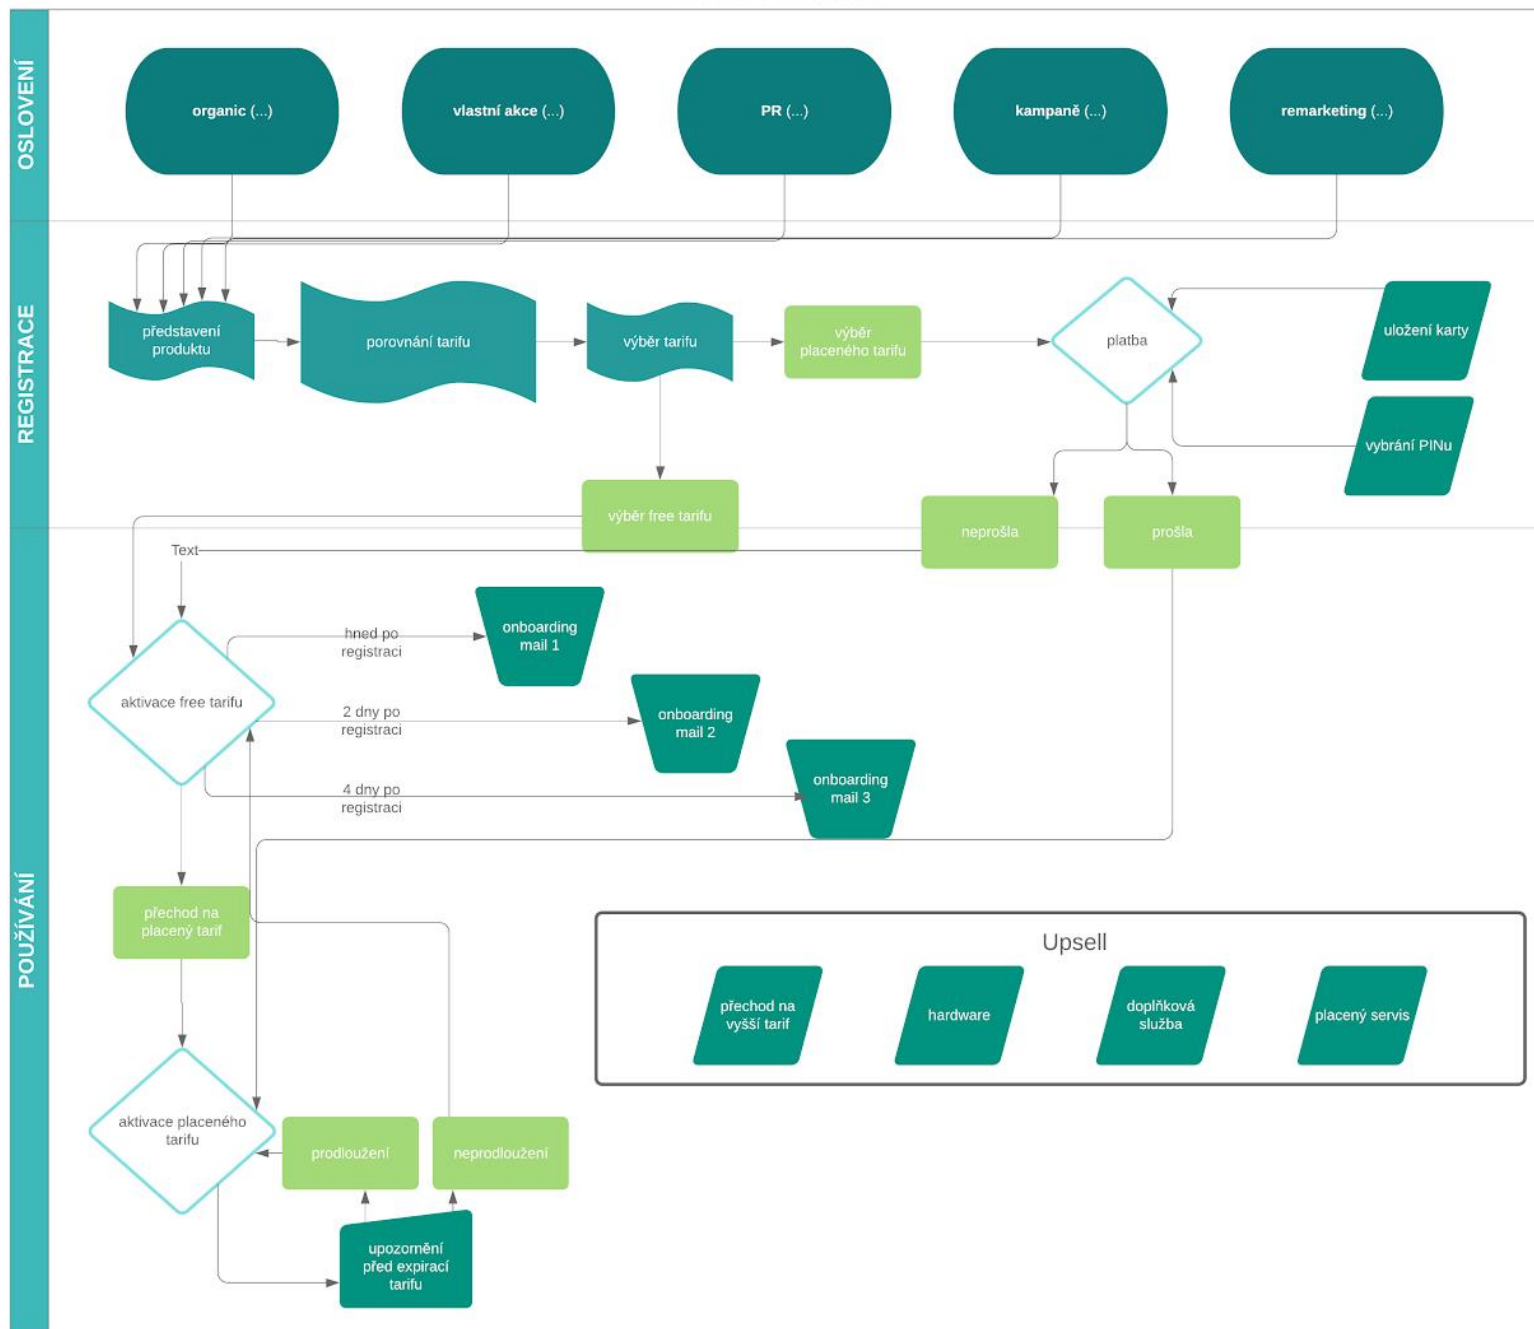 OSLOVENÍ
organic (...)
vlastní akce (...)
PR (...)
kampaně (...)
remarketing (...)
REGISTRACE
představení
produktu
porovnání tarifu
výběr tarifu
výběr
placeného tarifu
platba
uložení karty
vybrání PINu
výběr free tarifu
neprošla
prošla
POUŽÍVÁNÍ
Text
hned po
registraci
onboarding
mail 1
aktivace free tarifu
2 dny po
registraci
onboarding
mail 2
4 dny po
registraci
onboarding
mail 3
přechod na
placený tarif
Upsell
přechod na
vyšší tarif
hardware
doplňková
služba
placený servis
aktivace placeného
tarifu
prodloužení
neprodloužení
upozornění
před expirací
tarifu